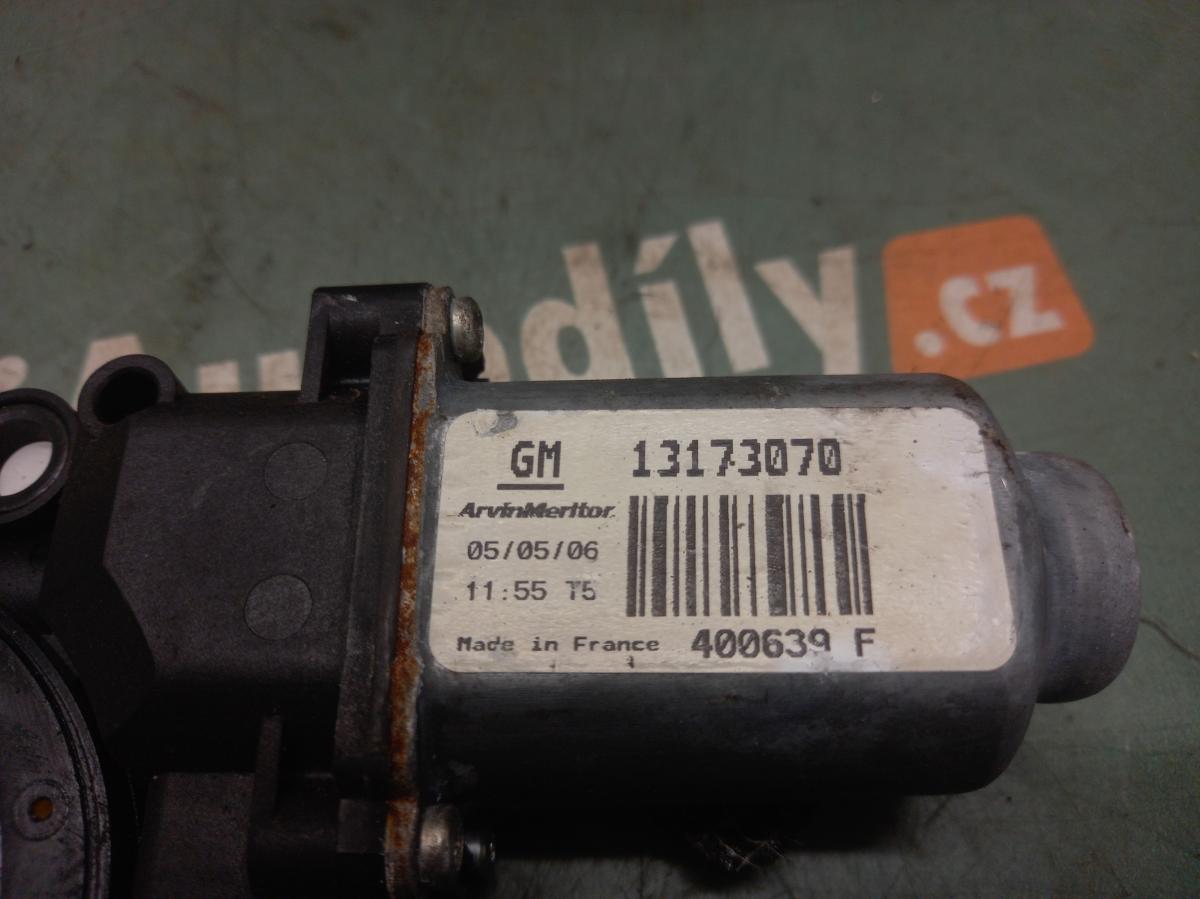 díly .cz
GM 13173070
ArvinMeritor
05/05/06
11:55 T5
Made in France 400639 F